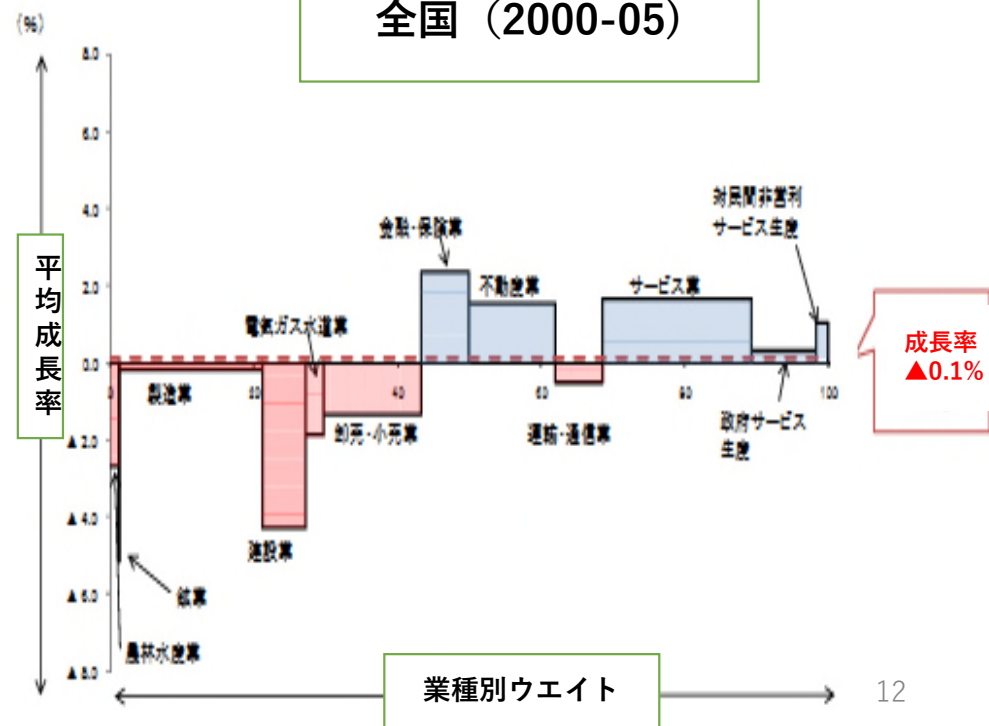 全国（2000-05）
（%）
8.0
6.0
4.0
2.0
0.0
▲2.0
▲4.0
▲6.0
▲8.0
平均成長率
金融・保険業
対民間非営利
サービス生産
不動産業
サービス業
電気ガス水道業
成長率
▲0.1%
0
20
40
60
80
100
製造業
卸売・小売業
運輸・通信業
政府サービス
生産
建設業
鉱業
農林水産業
業種別ウエイト
12